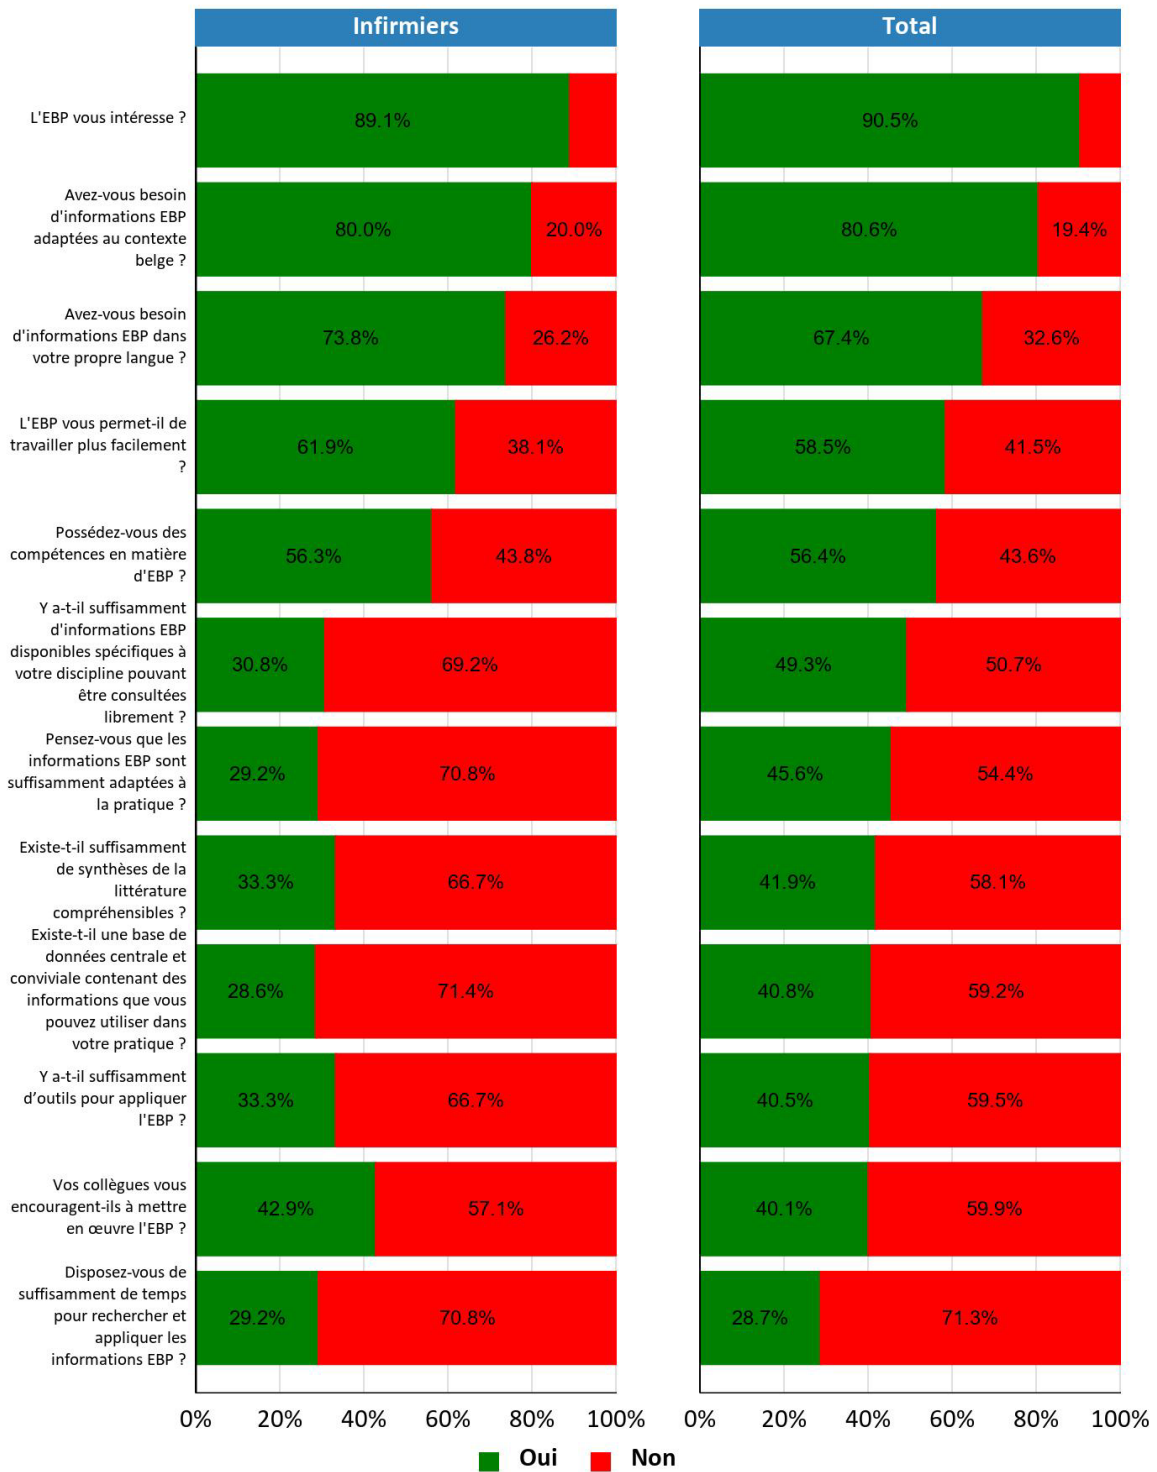 Infirmiers
Total
L'EBP vous intéresse ?
89.1%
90.5%
Avez-vous besoin
d'informations EBP
adaptées au contexte
belge ?
80.0%
20.0%
80.6%
19.4%
Avez-vous besoin
d'informations EBP dans
votre propre langue ?
73.8%
26.2%
67.4%
32.6%
L'EBP vous permet-il de
travailler plus facilement
?
61.9%
38.1%
58.5%
41.5%
Possédez-vous des
compétences en matière
d'EBP ?
56.3%
43.8%
56.4%
43.6%
Y a-t-il suffisamment
d'informations EBP
disponibles spécifiques à
votre discipline pouvant
être consultées
librement ?
30.8%
69.2%
49.3%
50.7%
Pensez-vous que les
informations EBP sont
suffisamment adaptées à
la pratique ?
29.2%
70.8%
45.6%
54.4%
Existe-t-il suffisamment
de synthèses de la
littérature
compréhensibles ?
33.3%
66.7%
41.9%
58.1%
Existe-t-il une base de
données centrale et
conviviale contenant des
informations que vous
pouvez utiliser dans
votre pratique ?
28.6%
71.4%
40.8%
59.2%
Y a-t-il suffisamment
d’outils pour appliquer
l'EBP ?
33.3%
66.7%
40.5%
59.5%
Vos collègues vous
encouragent-ils à mettre
en œuvre l'EBP ?
42.9%
57.1%
40.1%
59.9%
Disposez-vous de
suffisamment de temps
pour rechercher et
appliquer les
informations EBP ?
29.2%
70.8%
28.7%
71.3%
0% 20% 40% 60% 80% 100%
0% 20% 40% 60% 80% 100%
Oui Non